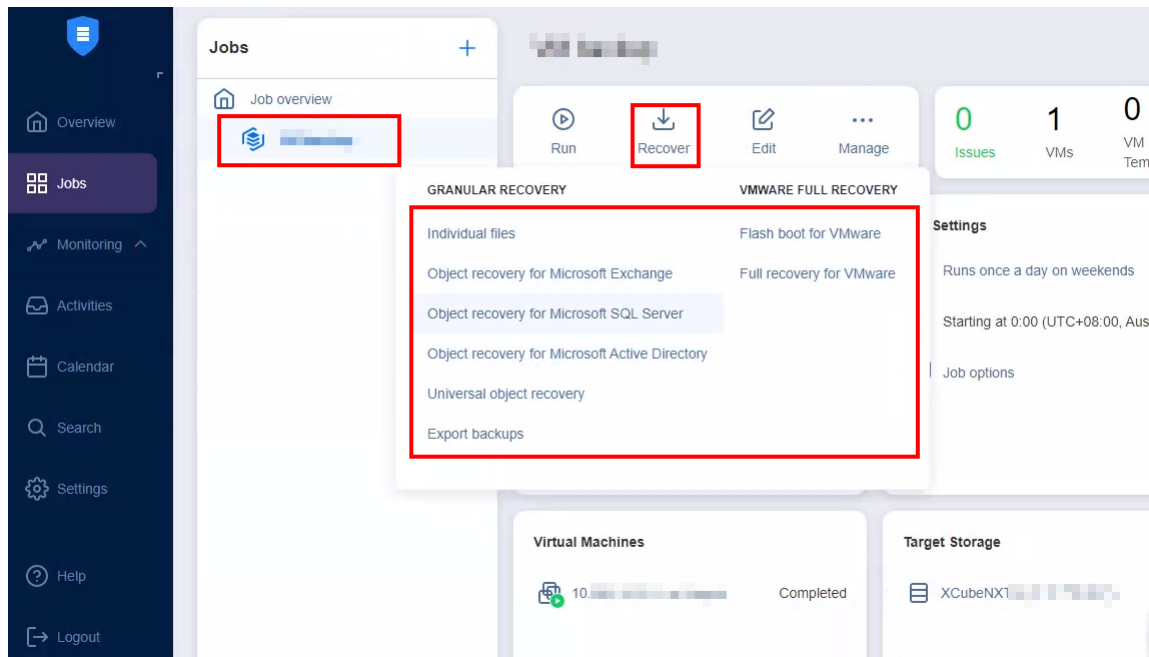 Overview
Jobs
Monitoring
Activities
Calendar
Search
Settings
Help
Logout
Jobs
Job overview
Run
Recover
Edit
Manage
0
Issues
1
VMs
0
VM
Tem
GRANULAR RECOVERY
Individual files
Object recovery for Microsoft Exchange
Object recovery for Microsoft SQL Server
Object recovery for Microsoft Active Directory
Universal object recovery
Export backups
VMWARE FULL RECOVERY
Flash boot for VMware
Full recovery for VMware
Settings
Runs once a day on weekends
Starting at 0:00 (UTC+08:00, Aus
Job options
Virtual Machines
10.
Completed
Target Storage
XCubeNXT